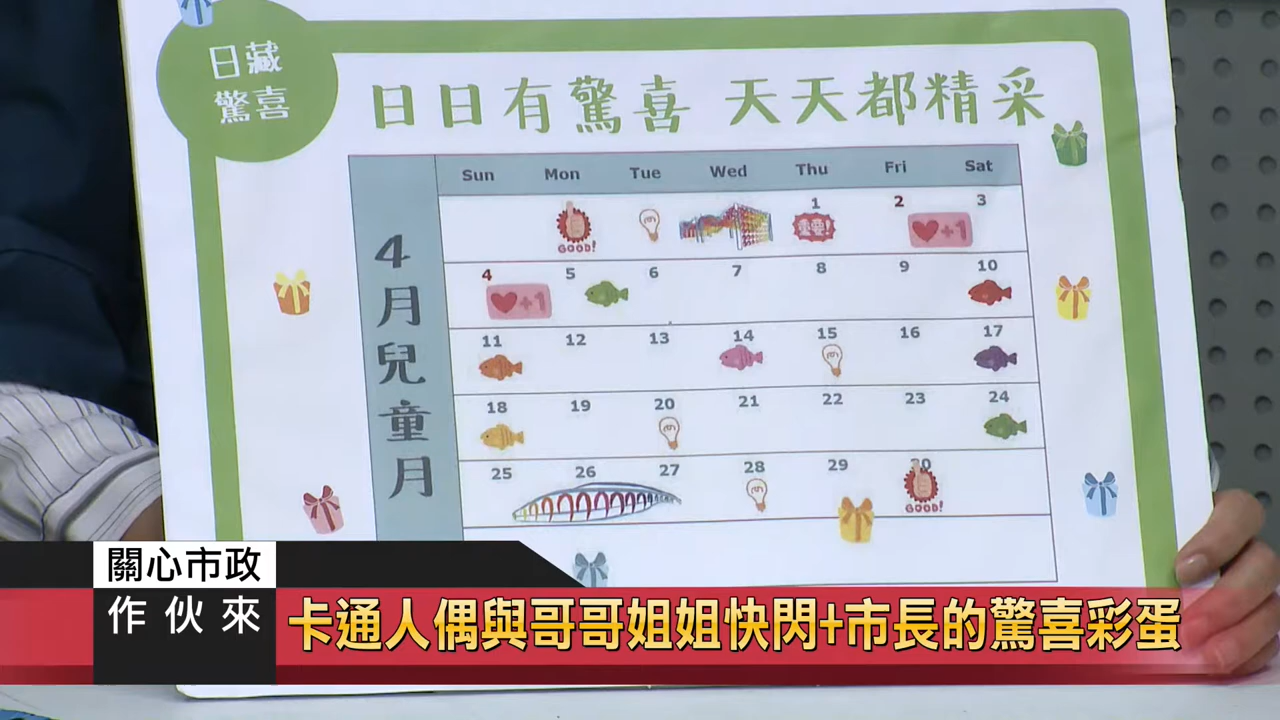 日藏
驚喜
日日有驚喜 天天都精采
4月兒童月
Sun Mon Tue Wed Thu Fri Sat
1 2 3
GOOD! 重要! +1
4 5 6 7 8 9 10
+1
11 12 13 14 15 16 17
18 19 20 21 22 23 24
25 26 27 28 29 30
GOOD!
關心市政
作伙來
卡通人偶與哥哥姐姐快閃+市長的驚喜彩蛋